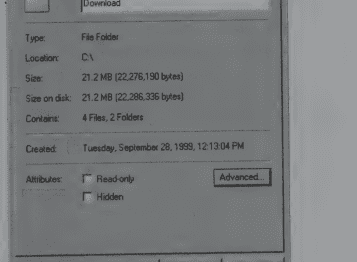 Download
Type: File Folder
Location: C:\
Size: 21.2 MB (22,276,190 bytes)
Size on disk: 21.2 MB (22,286,336 bytes)
Contains: 4 Files, 2 Folders
Created: Tuesday, September 28, 1999, 12:13:04 PM
Attributes: Read-only Advanced...
Hidden